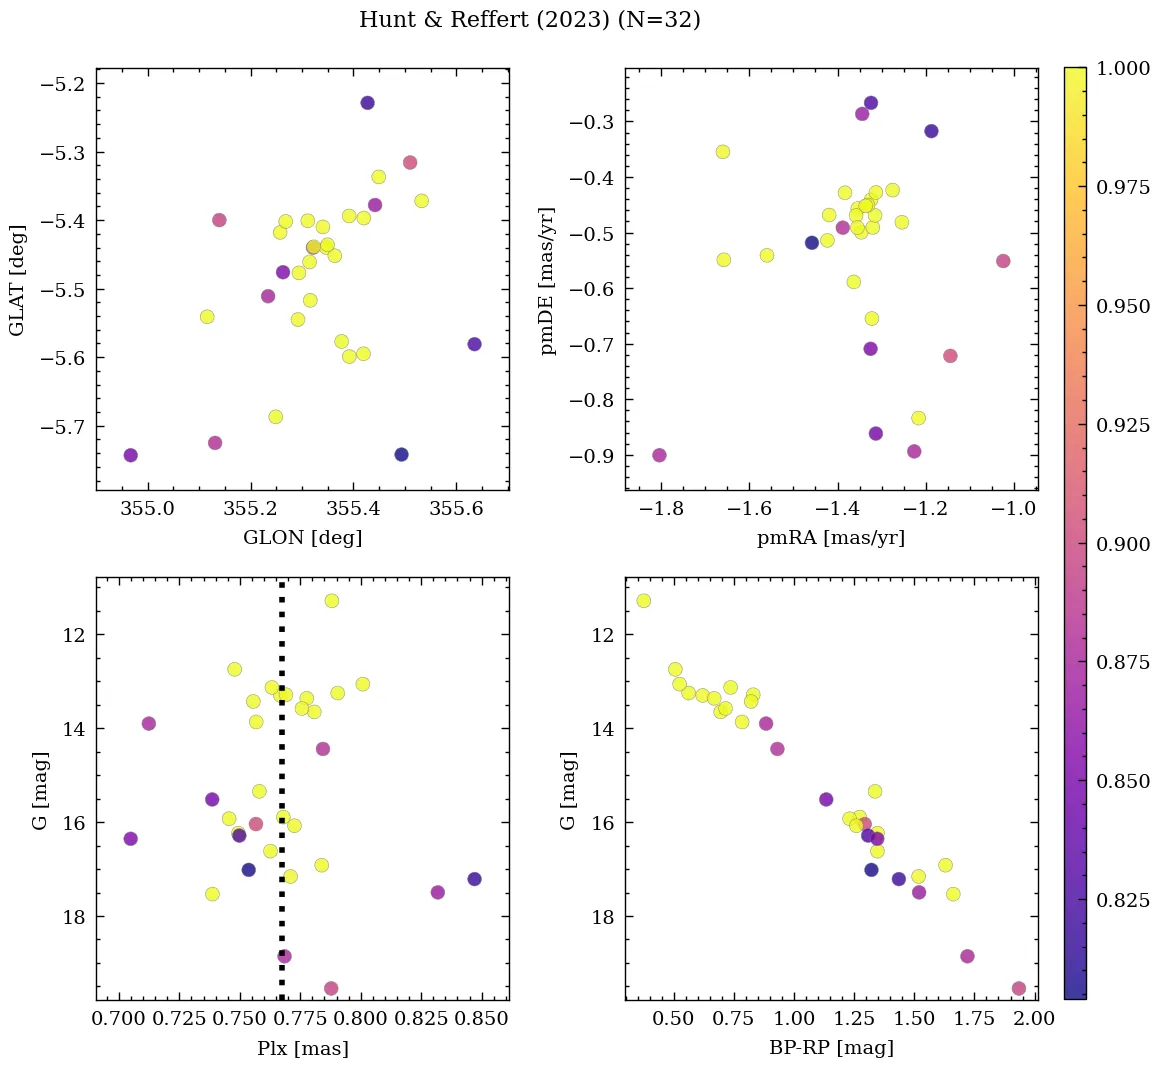 Hunt & Reffert (2023) (N=32)
−5.2
−5.3
−5.4
−5.5
−5.6
−5.7
GLAT [deg]
355.0 355.2 355.4 355.6
GLON [deg]
−0.3
−0.4
−0.5
−0.6
−0.7
−0.8
−0.9
pmDE [mas/yr]
−1.8 −1.6 −1.4 −1.2 −1.0
pmRA [mas/yr]
1.000
0.975
0.950
0.925
0.900
0.875
0.850
0.825
12
14
16
18
G [mag]
0.700 0.725 0.750 0.775 0.800 0.825 0.850
Plx [mas]
12
14
16
18
G [mag]
0.50 0.75 1.00 1.25 1.50 1.75 2.00
BP-RP [mag]